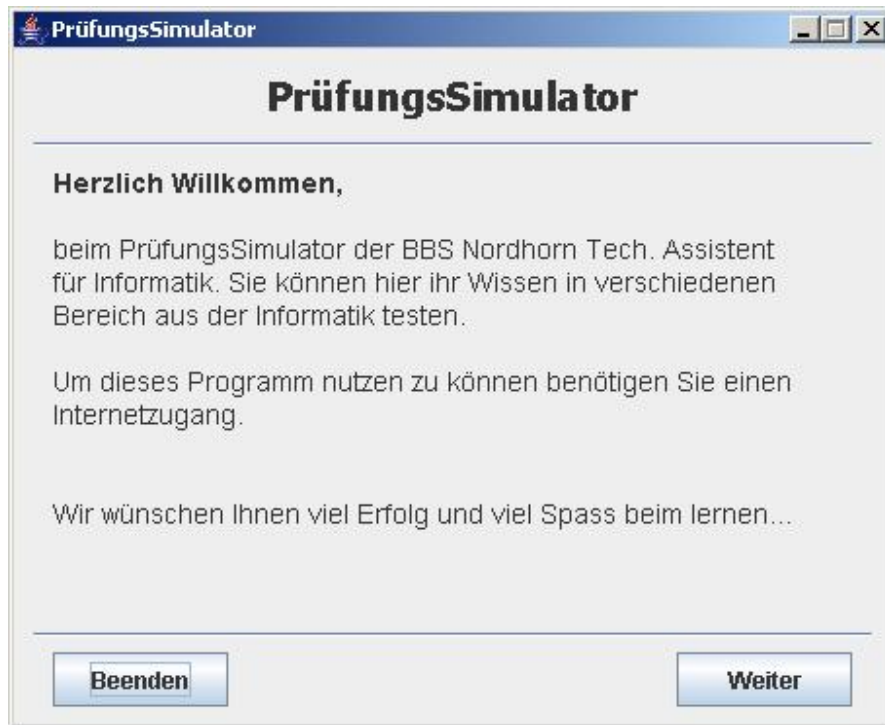 PrüfungsSimulator
PrüfungsSimulator
Herzlich Willkommen,
beim PrüfungsSimulator der BBS Nordhorn Tech. Assistent
für Informatik. Sie können hier ihr Wissen in verschiedenen
Bereich aus der Informatik testen.
Um dieses Programm nutzen zu können benötigen Sie einen
Internetzugang.
Wir wünschen Ihnen viel Erfolg und viel Spass beim lernen...
Beenden
Weiter